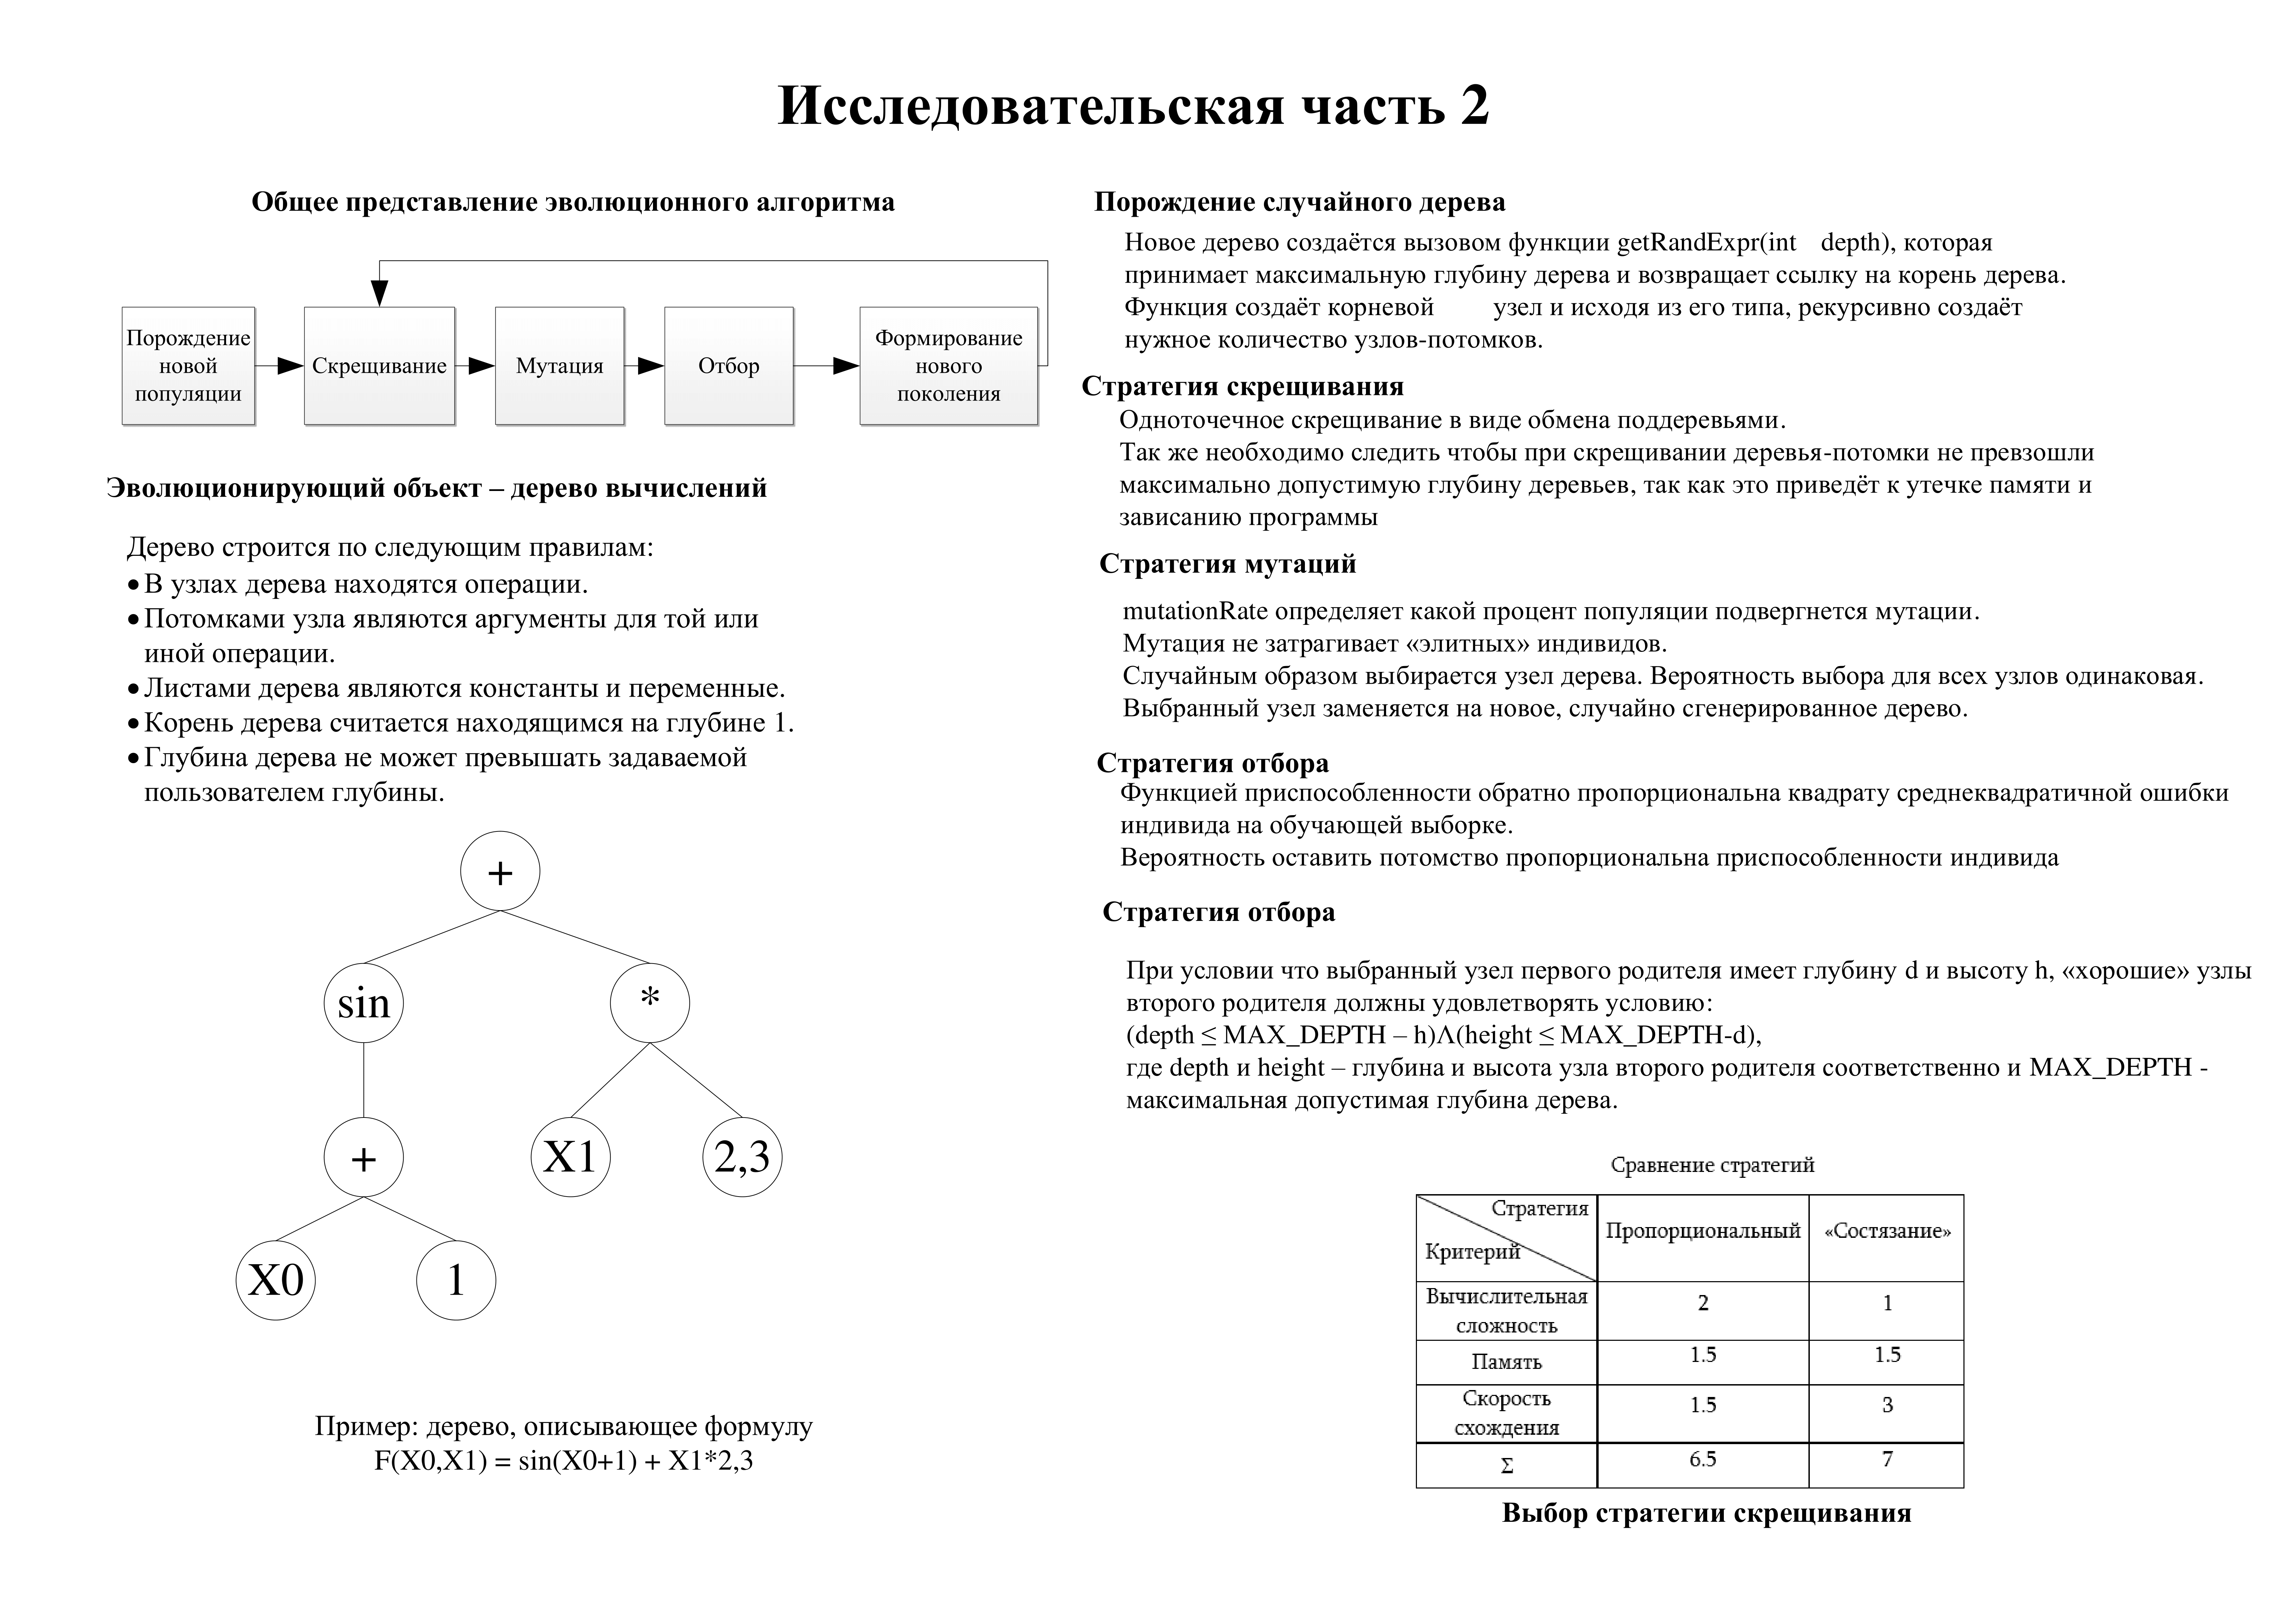 Исследовательская часть 2
Общее представление эволюционного алгоритма
Порождение
новой
популяции
Скрещивание
Мутация
Отбор
Формирование
нового
поколения
Эволюционирующий объект – дерево вычислений
Дерево строится по следующим правилам:
• В узлах дерева находятся операции.
• Потомками узла являются аргументы для той или
иной операции.
• Листами дерева являются константы и переменные.
• Корень дерева считается находящимся на глубине 1.
• Глубина дерева не может превышать задаваемой
пользователем глубины.
+
sin
*
+
X1
2,3
X0
1
Пример: дерево, описывающее формулу
F(X0,X1) = sin(X0+1) + X1*2,3
Порождение случайного дерева
Новое дерево создаётся вызовом функции getRandExpr(int depth), которая
принимает максимальную глубину дерева и возвращает ссылку на корень дерева.
Функция создаёт корневой узел и исходя из его типа, рекурсивно создаёт
нужное количество узлов-потомков.
Стратегия скрещивания
Одноточечное скрещивание в виде обмена поддеревьями.
Так же необходимо следить чтобы при скрещивании деревья-потомки не превзошли
максимально допустимую глубину деревьев, так как это приведёт к утечке памяти и
зависанию программы
Стратегия мутаций
mutationRate определяет какой процент популяции подвергнется мутации.
Мутация не затрагивает «элитных» индивидов.
Случайным образом выбирается узел дерева. Вероятность выбора для всех узлов одинаковая.
Выбранный узел заменяется на новое, случайно сгенерированное дерево.
Стратегия отбора
Функцией приспособленности обратно пропорциональна квадрату среднеквадратичной ошибки
индивида на обучающей выборке.
Вероятность оставить потомство пропорциональна приспособленности индивида
Стратегия отбора
При условии что выбранный узел первого родителя имеет глубину d и высоту h, «хорошие» узлы
второго родителя должны удовлетворять условию:
(depth ≤ MAX_DEPTH – h)Λ(height ≤ MAX_DEPTH-d),
где depth и height – глубина и высота узла второго родителя соответственно и MAX_DEPTH -
максимальная допустимая глубина дерева.
Сравнение стратегий
Стратегия
Критерий
Пропорциональный «Состязание»
Вычислительная
сложность
2 1
Память 1.5 1.5
Скорость
схождения
1.5 3
Σ 6.5 7
Выбор стратегии скрещивания